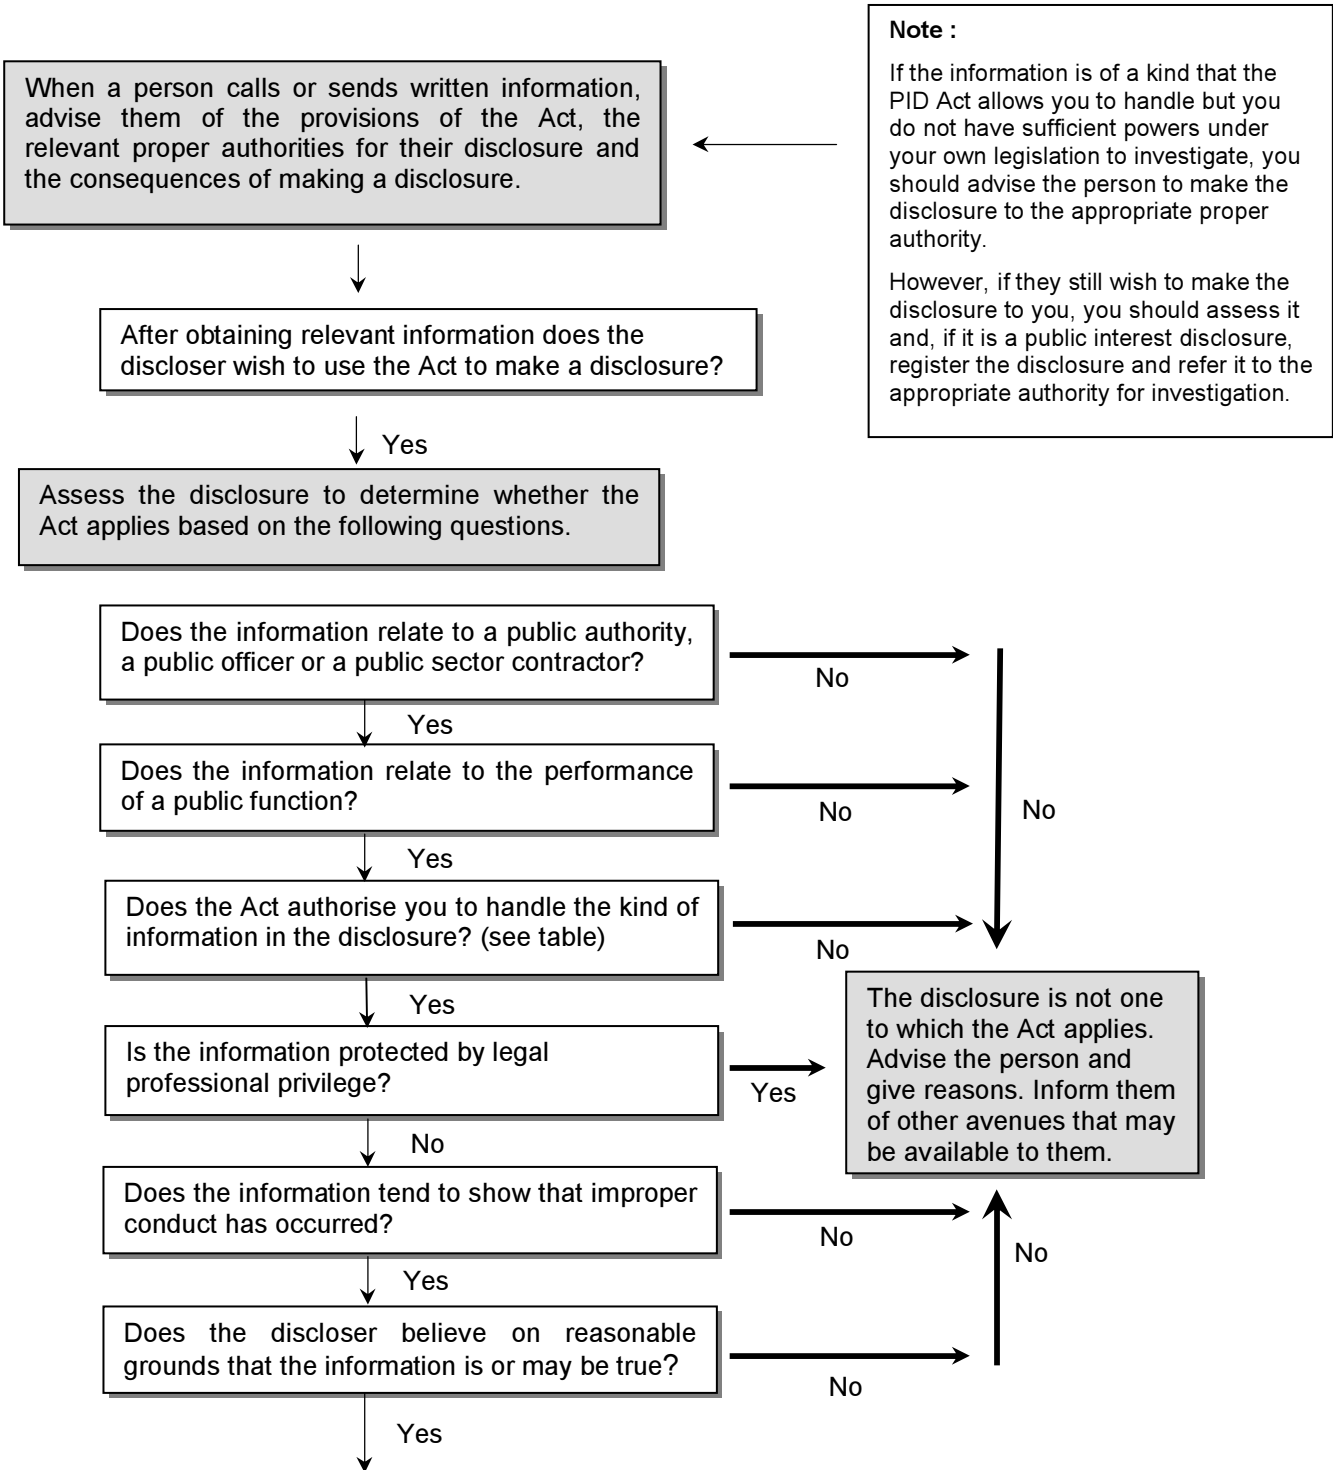 Note :
If the information is of a kind that the
PID Act allows you to handle but you
do not have sufficient powers under
your own legislation to investigate, you
should advise the person to make the
disclosure to the appropriate proper
authority.
However, if they still wish to make the
disclosure to you, you should assess it
and, if it is a public interest disclosure,
register the disclosure and refer it to the
appropriate authority for investigation.
When a person calls or sends written information,
advise them of the provisions of the Act, the
relevant proper authorities for their disclosure and
the consequences of making a disclosure.
After obtaining relevant information does the
discloser wish to use the Act to make a disclosure?
Yes
Assess the disclosure to determine whether the
Act applies based on the following questions.
Does the information relate to a public authority,
a public officer or a public sector contractor?
No
Yes
Does the information relate to the performance
of a public function?
No
No
Yes
Does the Act authorise you to handle the kind of
information in the disclosure? (see table)
No
Yes
Is the information protected by legal
professional privilege?
Yes
The disclosure is not one
to which the Act applies.
Advise the person and
give reasons. Inform them
of other avenues that may
be available to them.
No
Does the information tend to show that improper
conduct has occurred?
No
No
Yes
Does the discloser believe on reasonable
grounds that the information is or may be true?
No
Yes